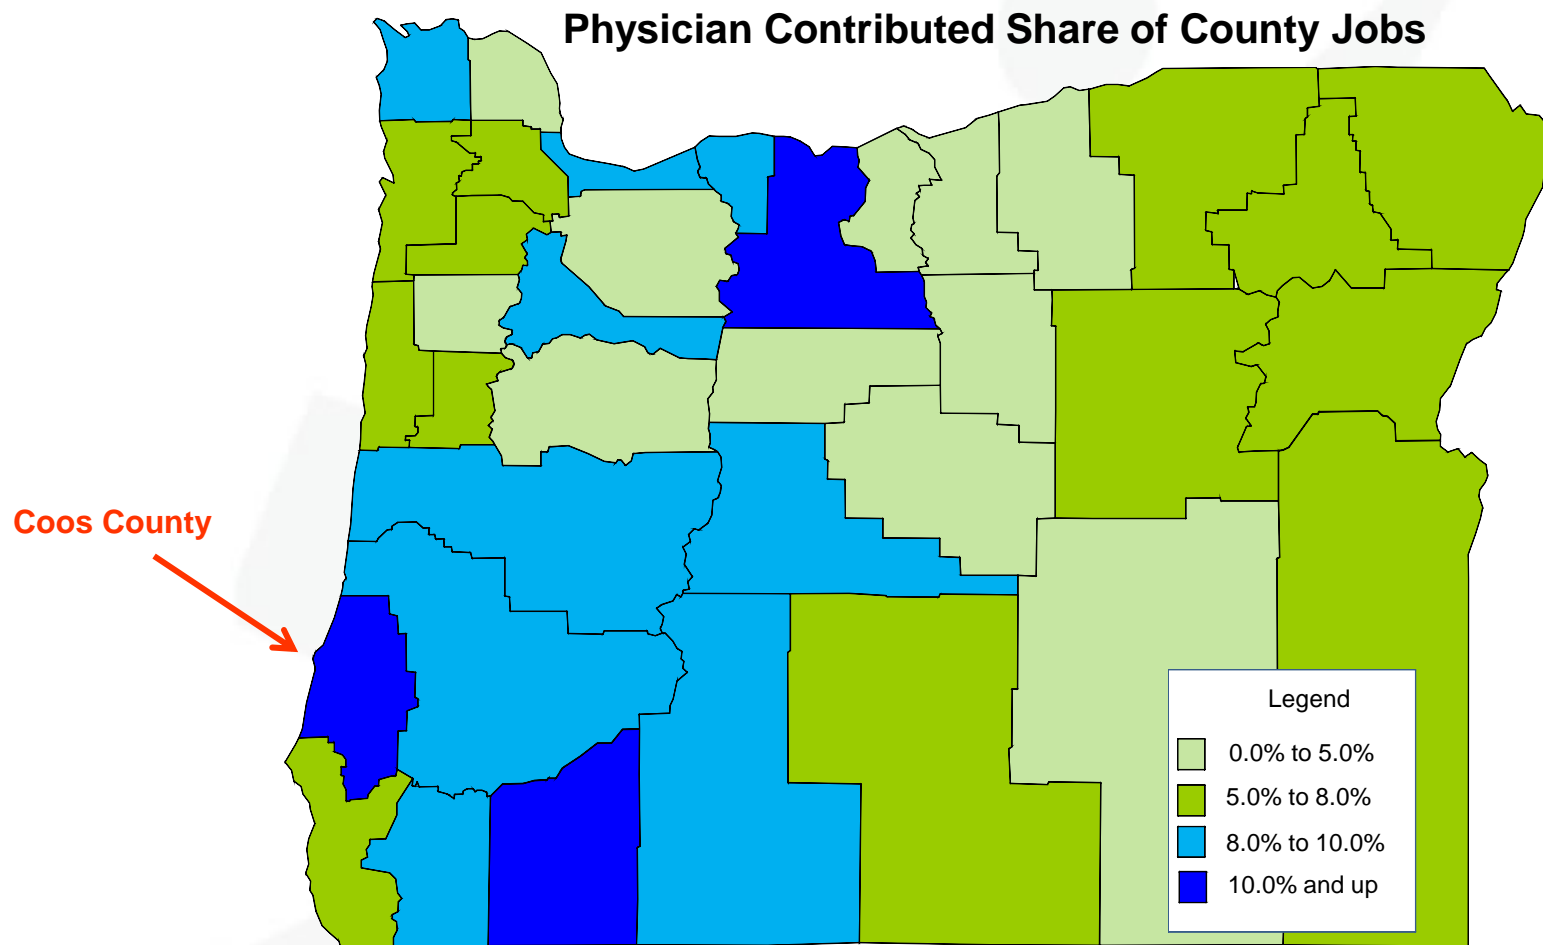 Physician Contributed Share of County Jobs
Coos County
Legend
0.0% to 5.0%
5.0% to 8.0%
8.0% to 10.0%
10.0% and up